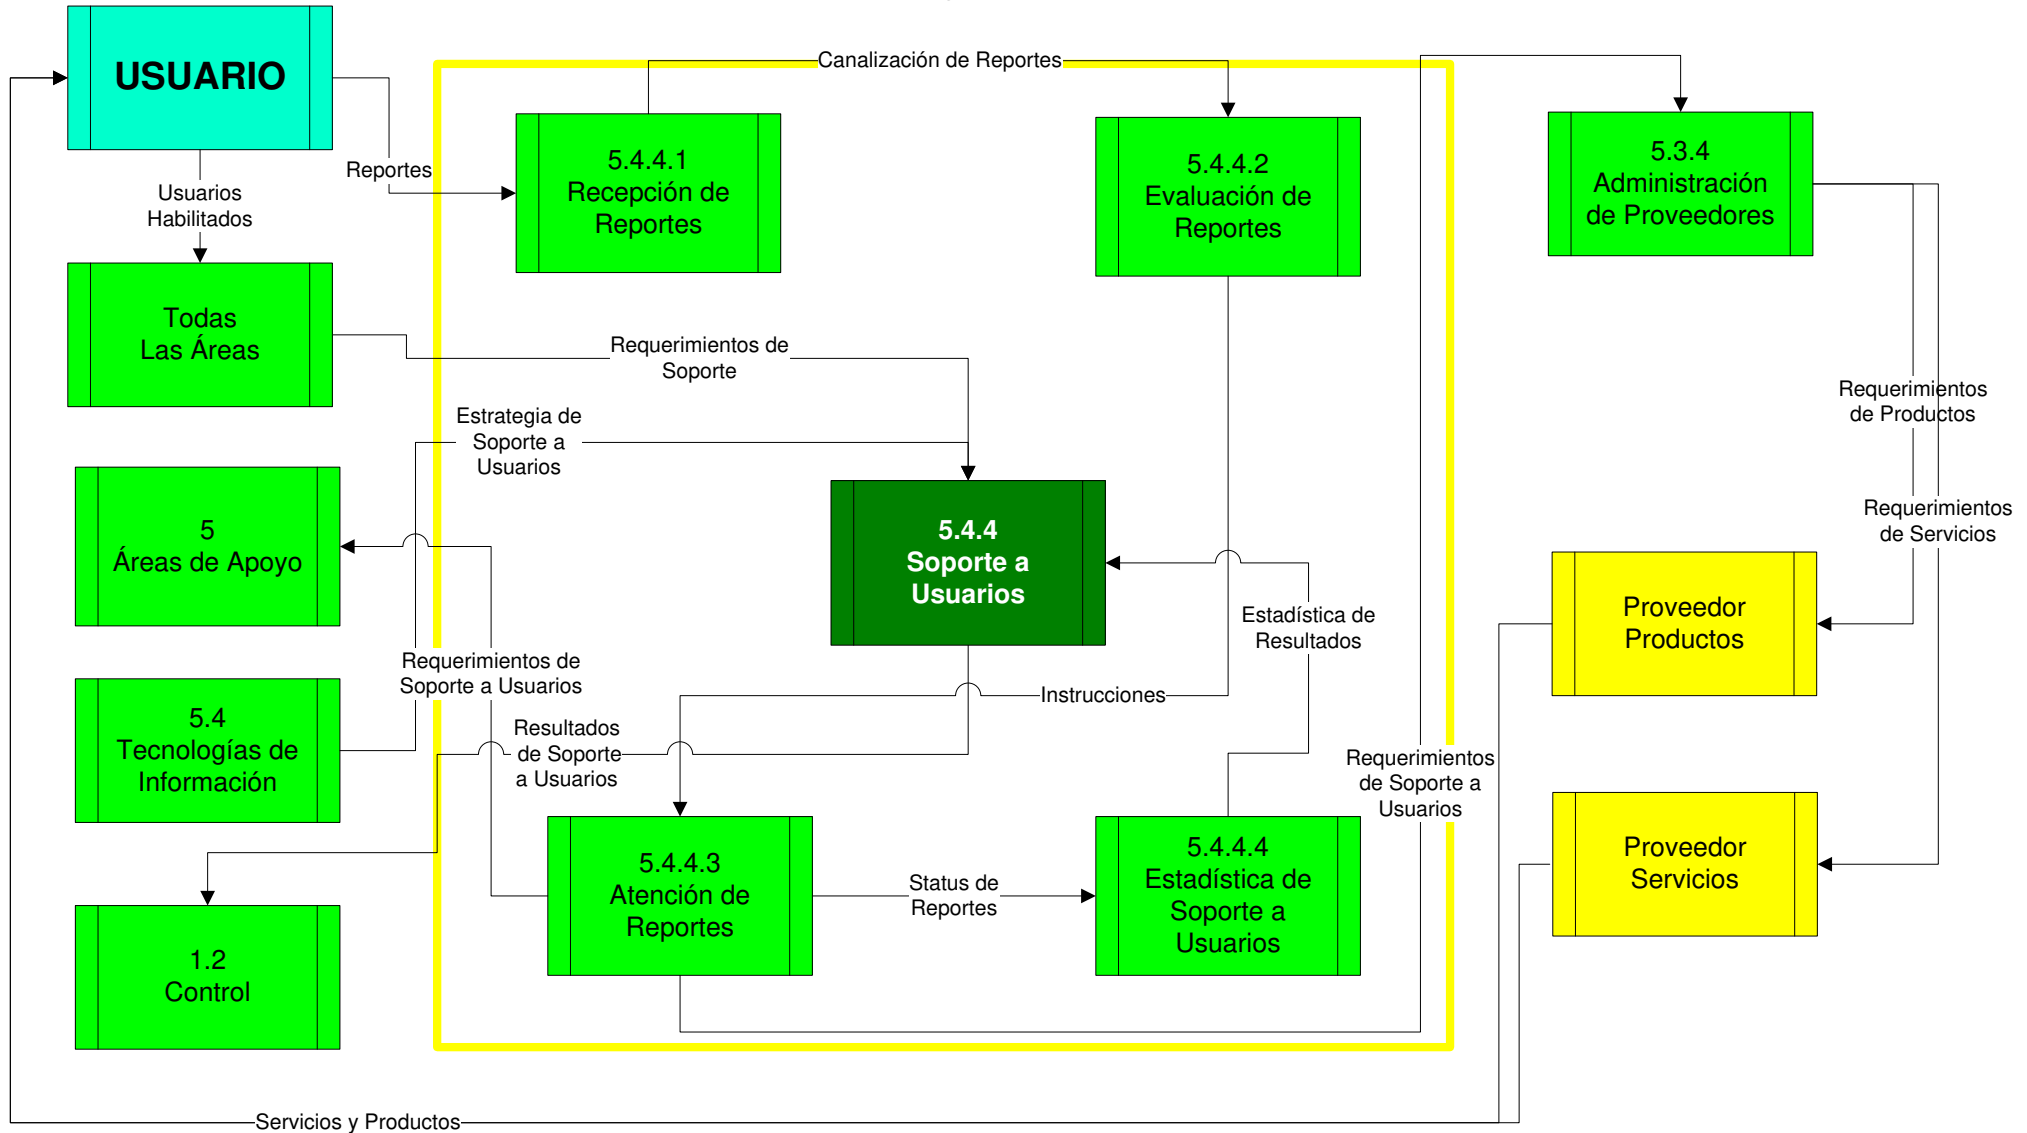 USUARIO
Canalización de Reportes
5.4.4.1
Recepción de
Reportes
5.4.4.2
Evaluación de
Reportes
5.3.4
Administración
de Proveedores
Reportes
Usuarios
Habilitados
Todas
Las Áreas
Requerimientos de
Soporte
Requerimientos
de Productos
Estrategia de
Soporte a
Usuarios
5
Áreas de Apoyo
5.4.4
Soporte a
Usuarios
Requerimientos
de Servicios
Estadística de
Resultados
Proveedor
Productos
Requerimientos de
Soporte a Usuarios
Instrucciones
5.4
Tecnologías de
Información
Resultados
de Soporte
a Usuarios
Requerimientos
de Soporte a
Usuarios
5.4.4.3
Atención de
Reportes
Status de
Reportes
5.4.4.4
Estadística de
Soporte a
Usuarios
Proveedor
Servicios
1.2
Control
Servicios y Productos